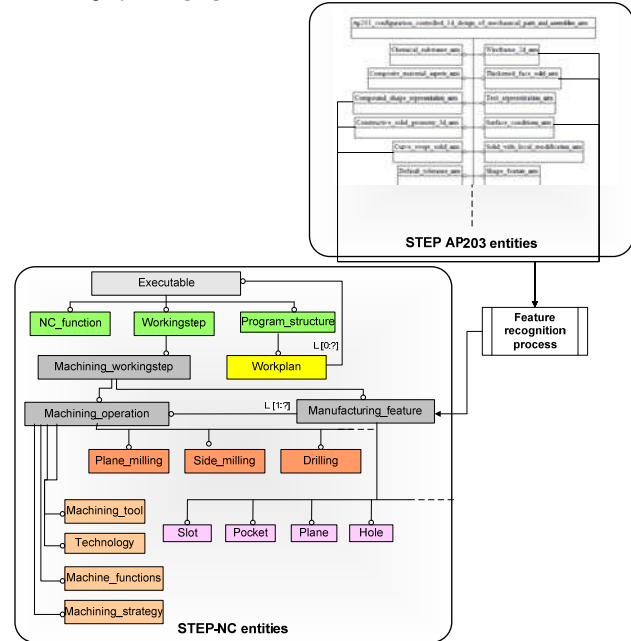 Ap203_configuration_controlled_3d_design_of_mechanical_parts_and_assemblies_arm
Chemical_substance_arm
Wireframe_2d_arm
Composite_material_aspects_arm
Thickened_face_solid_arm
Compound_shape_representation_arm
Text_representation_arm
Constructive_solid_geometry_3d_arm
Surface_conditions_arm
Curve_swept_solid_arm
Solid_with_local_modification_arm
Default_tolerance_arm
Shape_feature_arm
STEP AP203 entities
Executable
NC_function
Workingstep
Program_structure
L [0:?]
Machining_workingstep
Workplan
Feature
recognition
process
Machining_operation
L [1:?]
Manufacturing_feature
Plane_milling
Side_milling
Drilling
Machining_tool
Technology
Slot
Pocket
Plane
Hole
Machine_functions
Machining_strategy
STEP-NC entities